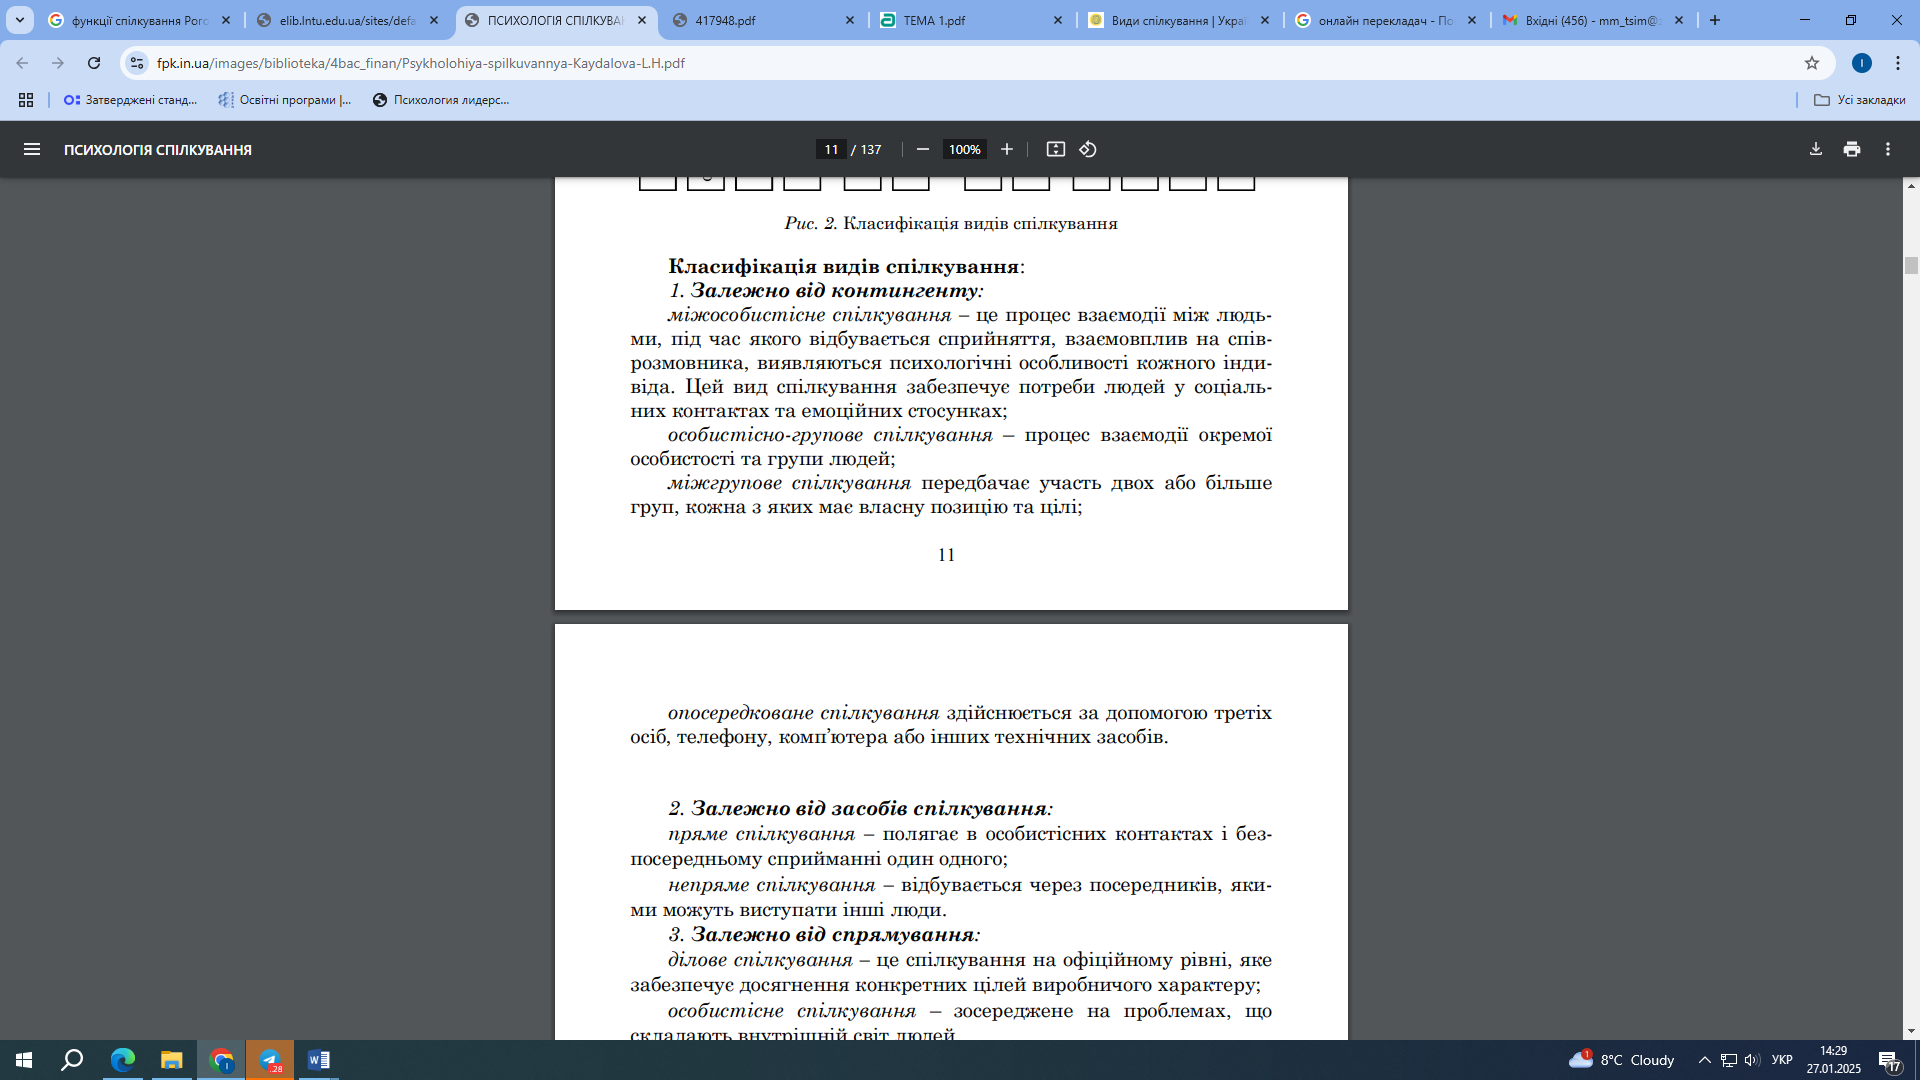 функції спілкування Рого
elib.lntu.edu.ua/sites/defa
ПСИХОЛОГІЯ СПІЛКУВАН
417948.pdf
ТЕМА 1.pdf
Види спілкування | Украї
онлайн перекладач - По
Вхідні (456) - mm_tsim@
fpk.in.ua/images/biblioteka/4bac_finan/Psykholohiya-spilkuvannya-Kaydalova-L.H.pdf
І
Затверджені станд...
Освітні програми |...
Психология лидерс...
Усі закладки
ПСИХОЛОГІЯ СПІЛКУВАННЯ
11 / 137
100%
Рис. 2. Класифікація видів спілкування
Класифікація видів спілкування:
1. Залежно від контингенту:
міжособистісне спілкування – це процес взаємодії між людь-
ми, під час якого відбувається сприйняття, взаємовплив на спів-
розмовника, виявляються психологічні особливості кожного інди-
віда. Цей вид спілкування забезпечує потреби людей у соціаль-
них контактах та емоційних стосунках;
особистісно-групове спілкування – процес взаємодії окремої
особистості та групи людей;
міжгрупове спілкування передбачає участь двох або більше
груп, кожна з яких має власну позицію та цілі;
11
опосередковане спілкування здійснюється за допомогою третіх
осіб, телефону, комп’ютера або інших технічних засобів.
2. Залежно від засобів спілкування:
пряме спілкування – полягає в особистісних контактах і без-
посередньому сприйманні один одного;
непряме спілкування – відбувається через посередників, яки-
ми можуть виступати інші люди.
3. Залежно від спрямування:
ділове спілкування – це спілкування на офіційному рівні, яке
забезпечує досягнення конкретних цілей виробничого характеру;
особистісне спілкування – зосереджене на проблемах, що
складають внутрішній світ людей
.28
1
8°C Cloudy
УКР
14:29
27.01.2025
17